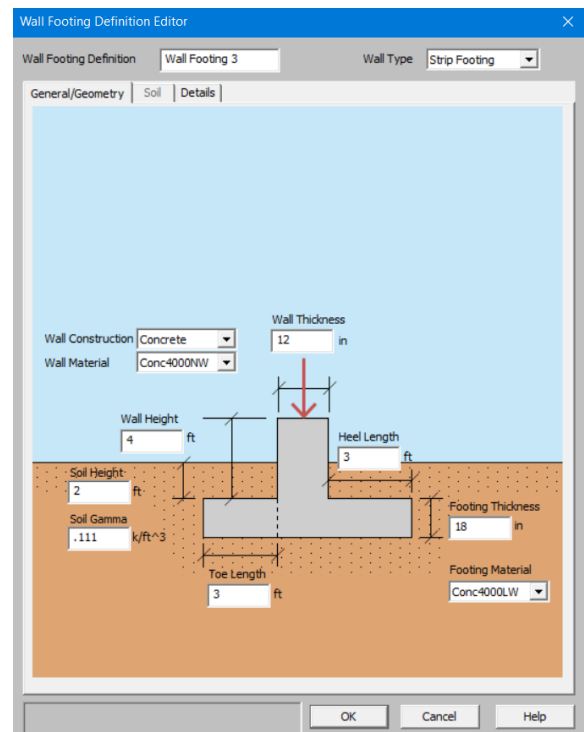 Wall Footing Definition Editor
Wall Footing Definition Wall Footing 3 Wall Type Strip Footing
General/Geometry Soil Details
Wall Thickness
12 in
Wall Construction Concrete
Wall Material Conc4000NW
Wall Height
4 ft
Heel Length
3 ft
Soil Height
2 ft
Footing Thickness
18 in
Soil Gamma
.111 k/ft^3
Toe Length
3 ft
Footing Material
Conc4000LW
OK Cancel Help